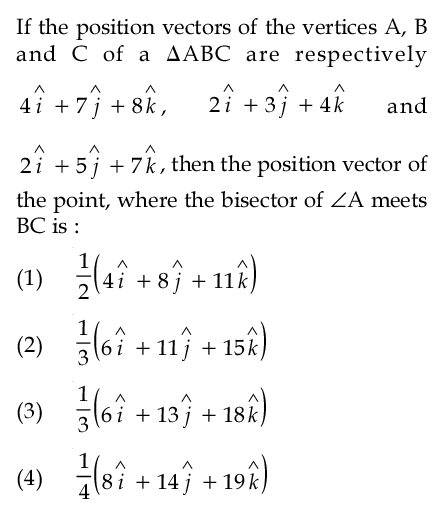 If the position vectors of the vertices A, B
and C of a ΔABC are respectively
4î + 7ĵ + 8k̂, 2î + 3ĵ + 4k̂ and
2î + 5ĵ + 7k̂, then the position vector of
the point, where the bisector of ∠A meets
BC is :
(1) 1/2(4î + 8ĵ + 11k̂)
(2) 1/3(6î + 11ĵ + 15k̂)
(3) 1/3(6î + 13ĵ + 18k̂)
(4) 1/4(8î + 14ĵ + 19k̂)